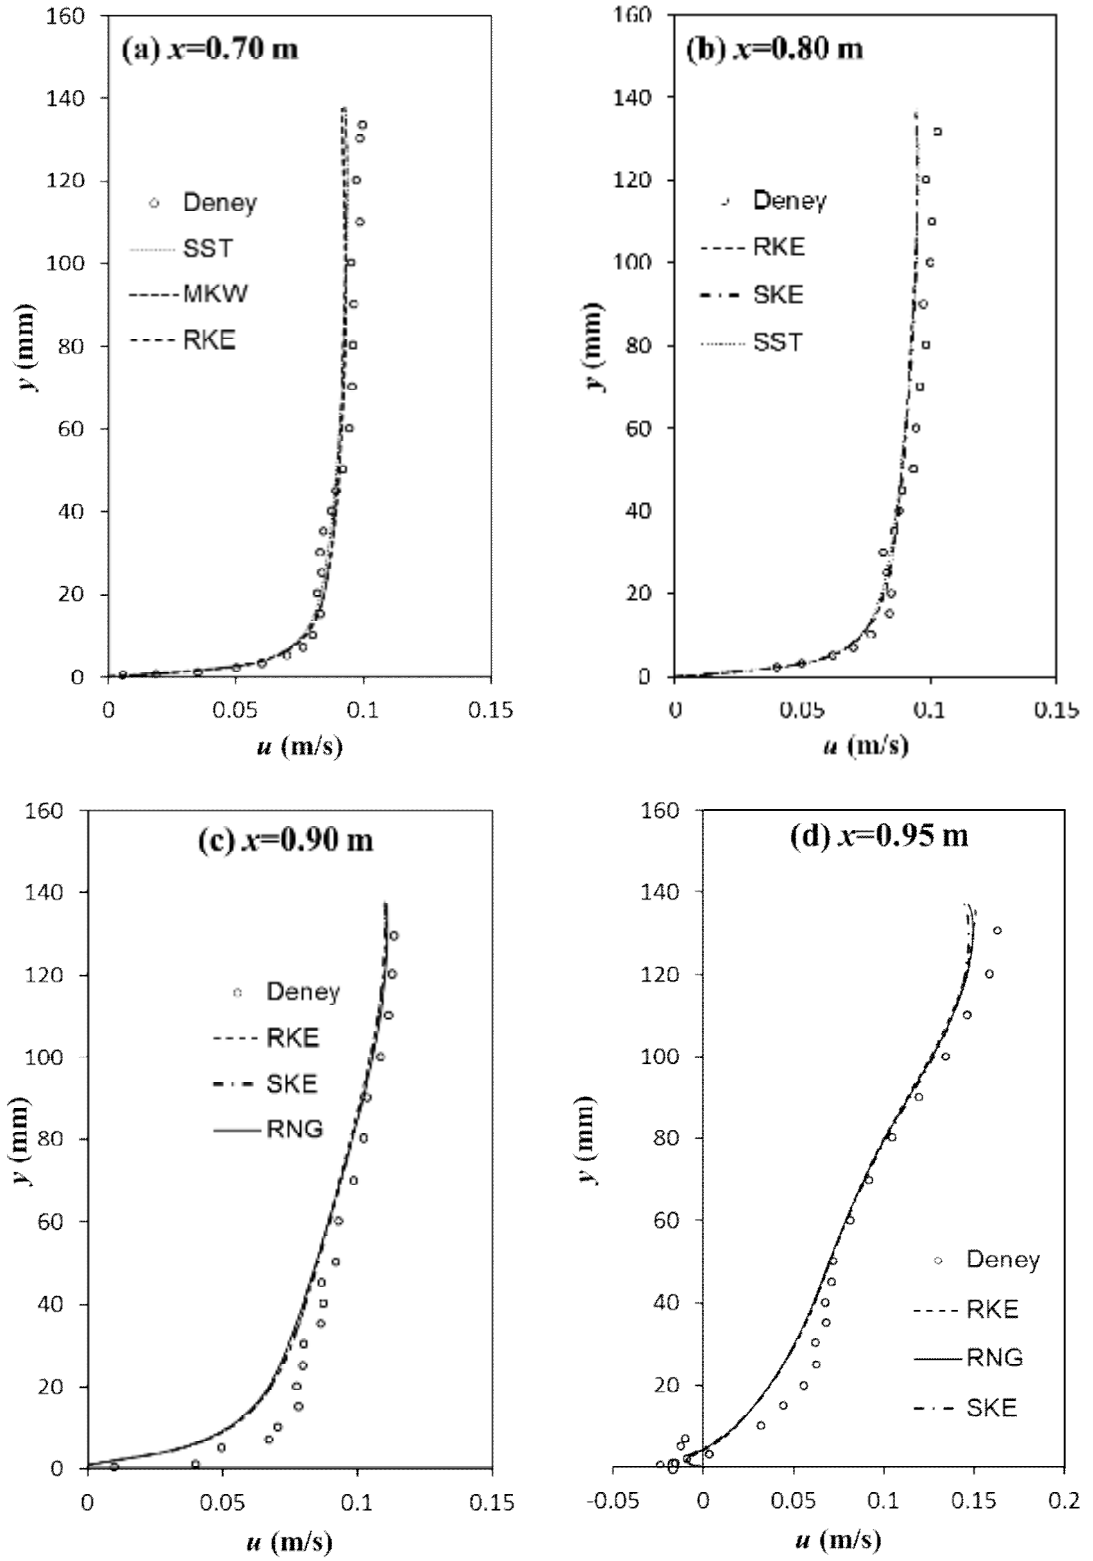 (a) x=0.70 m
160
140
120
100
80
60
40
20
0
y (mm)
Deney
SST
MKW
RKE
0 0.05 0.1 0.15
u (m/s)
(b) x=0.80 m
160
140
120
100
80
60
40
20
0
y (mm)
Deney
RKE
SKE
SST
0 0.05 0.1 0.15
u (m/s)
(c) x=0.90 m
160
140
120
100
80
60
40
20
0
y (mm)
Deney
RKE
SKE
RNG
0 0.05 0.1 0.15
u (m/s)
(d) x=0.95 m
160
140
120
100
80
60
40
20
0
y (mm)
Deney
RKE
RNG
SKE
-0.05 0 0.05 0.1 0.15 0.2
u (m/s)